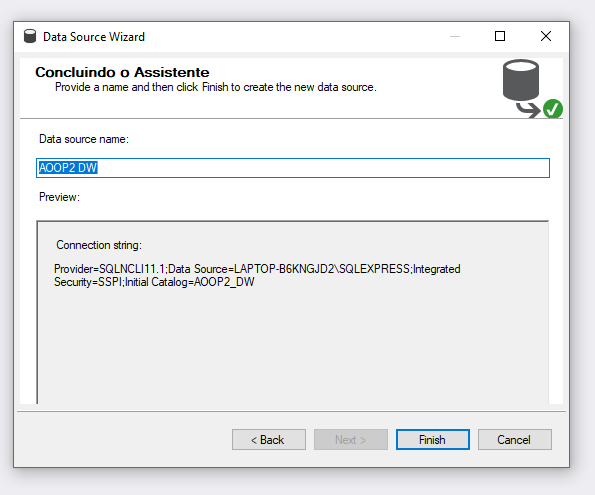 Data Source Wizard
Concluindo o Assistente
Provide a name and then click Finish to create the new data source.
Data source name:
AOOP2 DW
Preview:
Connection string:
Provider=SQLNCLI11.1;Data Source=LAPTOP-B6KNGJD2\SQLEXPRESS;Integrated
Security=SSPI;Initial Catalog=AOOP2_DW
< Back
Next >
Finish
Cancel